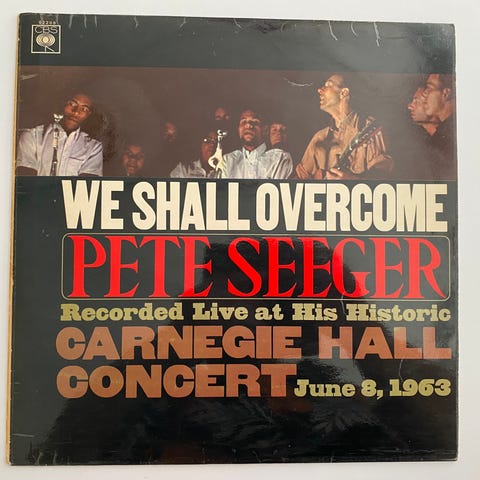 CBS
WE SHALL OVERCOME
PETE SEEGER
Recorded Live at His Historic
CARNEGIE HALL
CONCERT June 8, 1963